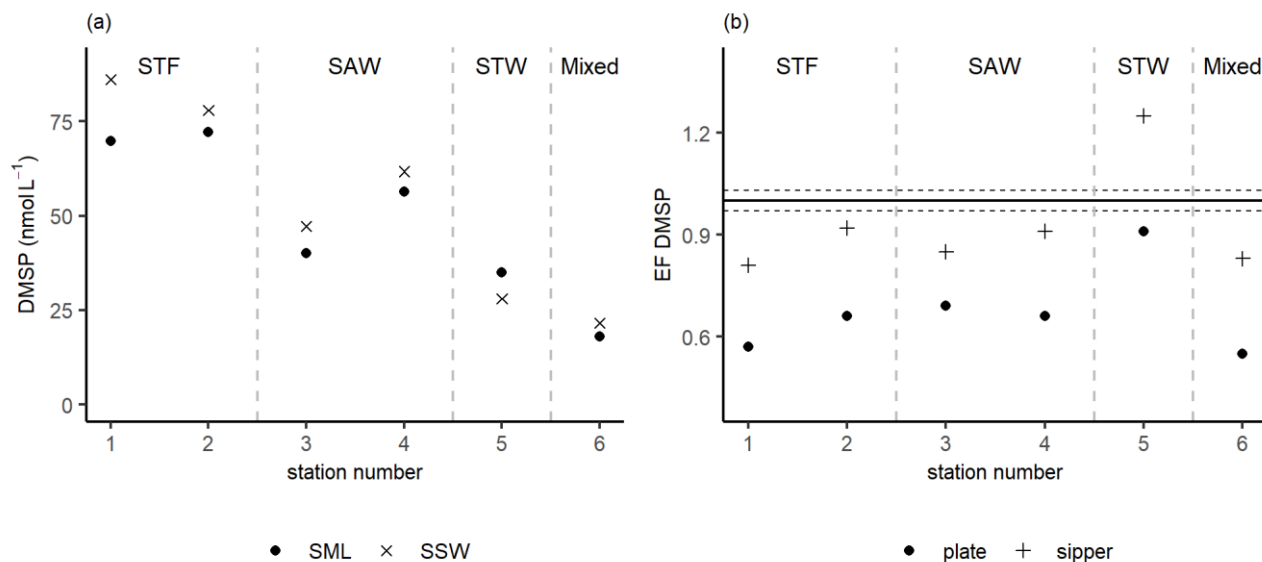 (a)
STF SAW STW Mixed
DMSP (nmol L⁻¹)
75
50
25
0
1 2 3 4 5 6
station number
● SML × SSW
(b)
STF SAW STW Mixed
EF DMSP
1.2
0.9
0.6
1 2 3 4 5 6
station number
● plate + sipper